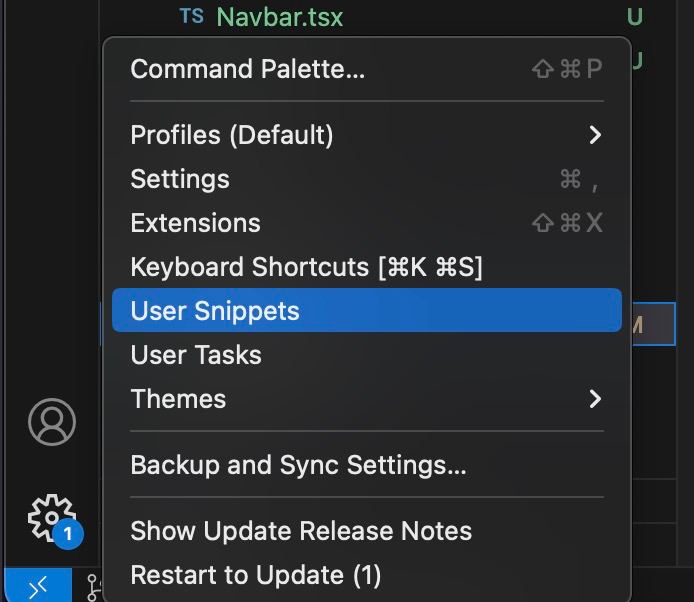 TS Navbar.tsx U
U
Command Palette... ⇧⌘P
Profiles (Default) >
Settings ⌘ ,
Extensions ⇧⌘X
Keyboard Shortcuts [⌘K ⌘S]
User Snippets
M
User Tasks
Themes >
Backup and Sync Settings...
1
Show Update Release Notes
Restart to Update (1)